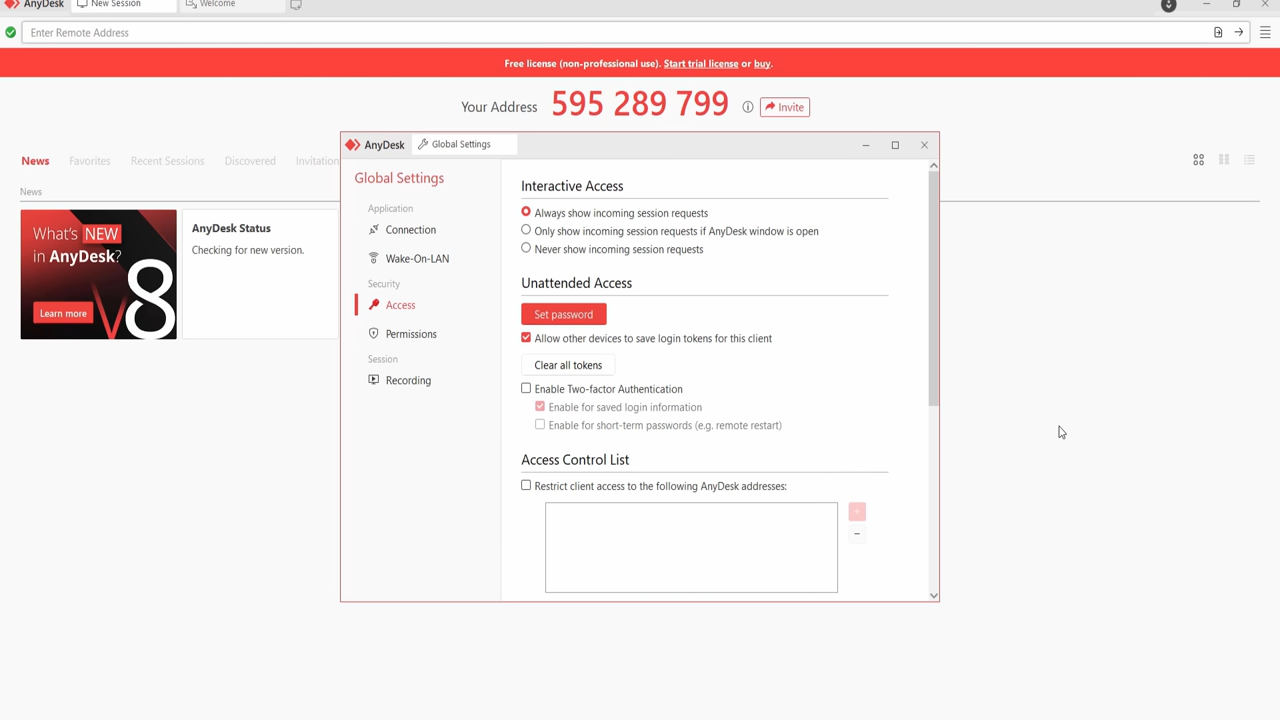 AnyDesk New Session Welcome
Enter Remote Address
Free license (non-professional use). Start trial license or buy.
Your Address 595 289 799 Invite
News Favorites Recent Sessions Discovered Invitation
News
What's NEW
in AnyDesk?
Learn more
v8
AnyDesk Status
Checking for new version.
AnyDesk Global Settings
Global Settings
Application
Connection
Wake-On-LAN
Security
Access
Permissions
Session
Recording
Interactive Access
Always show incoming session requests
Only show incoming session requests if AnyDesk window is open
Never show incoming session requests
Unattended Access
Set password
Allow other devices to save login tokens for this client
Clear all tokens
Enable Two-factor Authentication
Enable for saved login information
Enable for short-term passwords (e.g. remote restart)
Access Control List
Restrict client access to the following AnyDesk addresses:
+
-